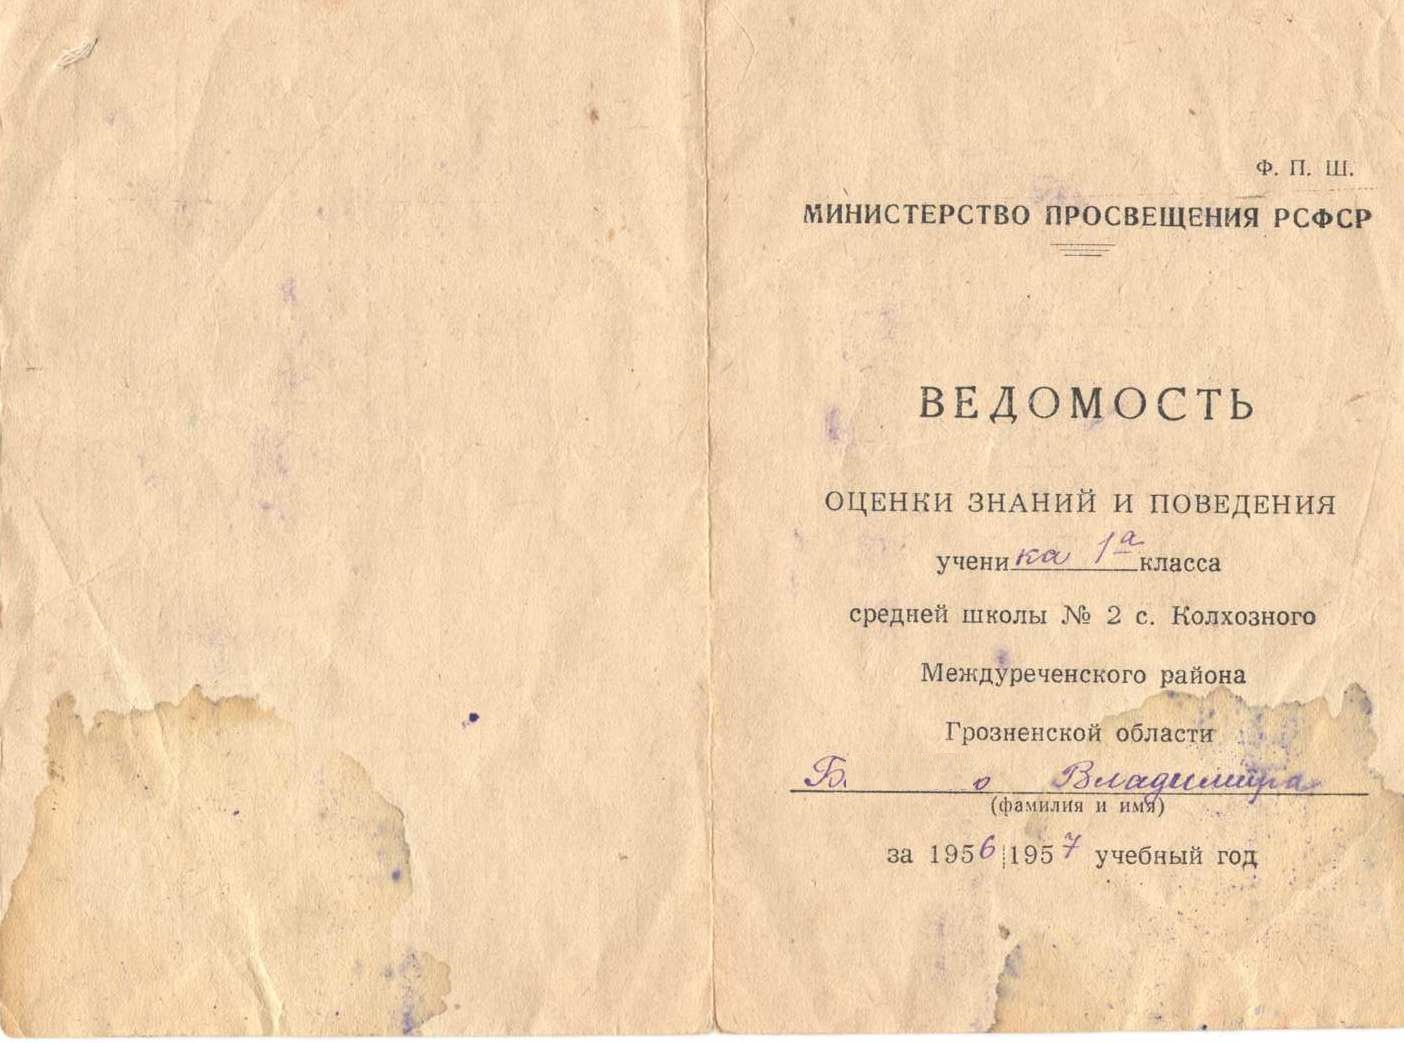 Ф. П. Ш.
МИНИСТЕРСТВО ПРОСВЕЩЕНИЯ РСФСР
ВЕДОМОСТЬ
ОЦЕНКИ ЗНАНИЙ И ПОВЕДЕНИЯ
ученика 1а класса
средней школы № 2 с. Колхозного
Междуреченского района
Грозненской области
Б. о Владимира
(фамилия и имя)
за 1956|1957 учебный год